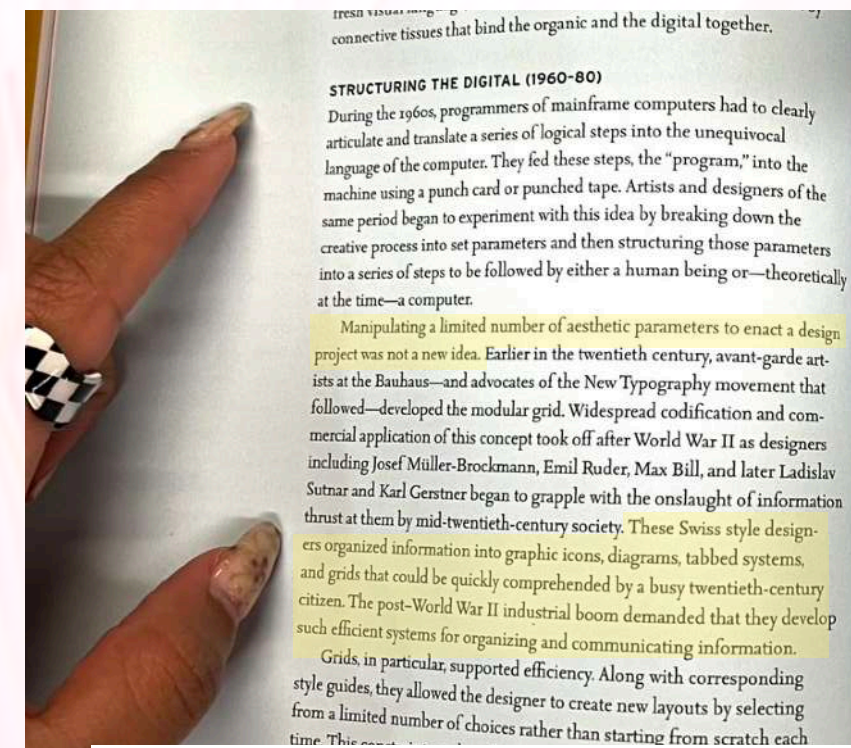 fresh
connective tissues that bind the organic and the digital together.
STRUCTURING THE DIGITAL (1960-80)
During the 1960s, programmers of mainframe computers had to clearly
articulate and translate a series of logical steps into the unequivocal
language of the computer. They fed these steps, the “program,” into the
machine using a punch card or punched tape. Artists and designers of the
same period began to experiment with this idea by breaking down the
creative process into set parameters and then structuring those parameters
into a series of steps to be followed by either a human being or—theoretically
at the time—a computer.
Manipulating a limited number of aesthetic parameters to enact a design
project was not a new idea. Earlier in the twentieth century, avant-garde art-
ists at the Bauhaus—and advocates of the New Typography movement that
followed—developed the modular grid. Widespread codification and com-
mercial application of this concept took off after World War II as designers
including Josef Müller-Brockmann, Emil Ruder, Max Bill, and later Ladislav
Sutnar and Karl Gerstner began to grapple with the onslaught of information
thrust at them by mid-twentieth-century society. These Swiss style design-
ers organized information into graphic icons, diagrams, tabbed systems,
and grids that could be quickly comprehended by a busy twentieth-century
citizen. The post–World War II industrial boom demanded that they develop
such efficient systems for organizing and communicating information.
Grids, in particular, supported efficiency. Along with corresponding
style guides, they allowed the designer to create new layouts by selecting
from a limited number of choices rather than starting from scratch each
time. This